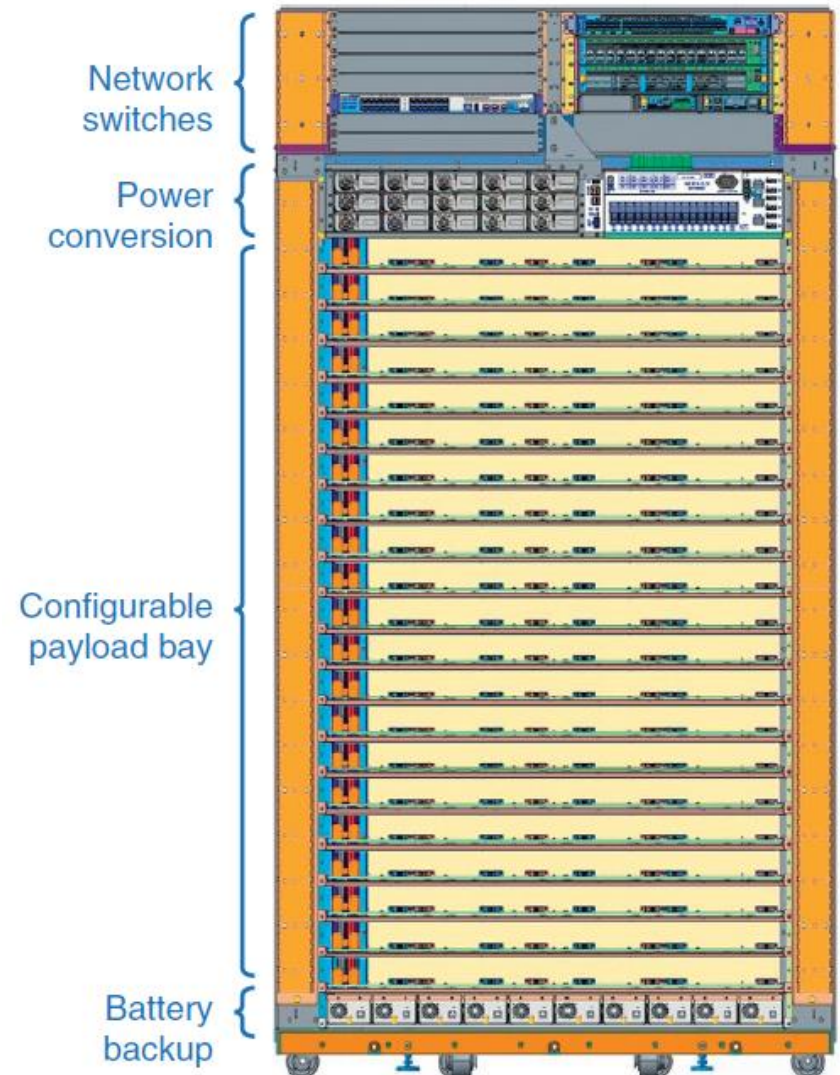 Network
switches
Power
conversion
Configurable
payload bay
Battery
backup